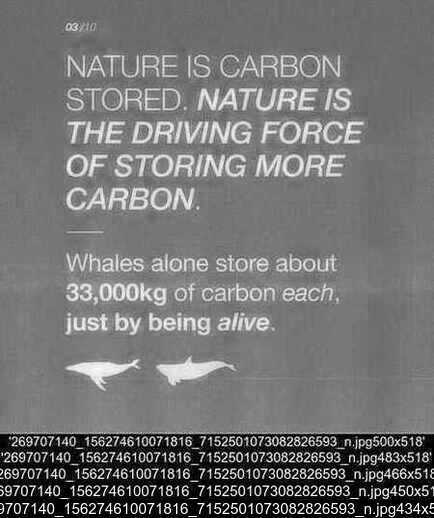 03/10
NATURE IS CARBON
STORED. NATURE IS
THE DRIVING FORCE
OF STORING MORE
CARBON.
Whales alone store about
33,000kg of carbon each,
just by being alive.
'269707140_156274610071816_7152501073082826593_n.jpg500x518'
'269707140_156274610071816_7152501073082826593_n.jpg483x518'
269707140_156274610071816_7152501073082826593_n.jpg466x518
69707140_156274610071816_7152501073082826593_n.jpg450x51
9707140_156274610071816_7152501073082826593_n.jpg434x5